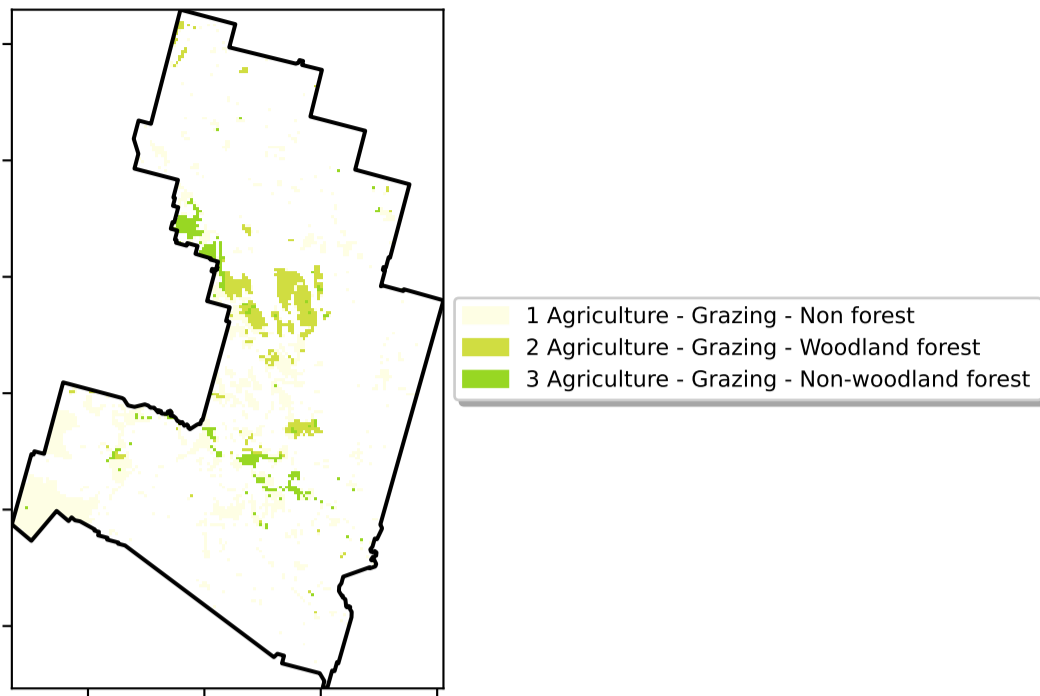 1 Agriculture - Grazing - Non forest
2 Agriculture - Grazing - Woodland forest
3 Agriculture - Grazing - Non-woodland forest